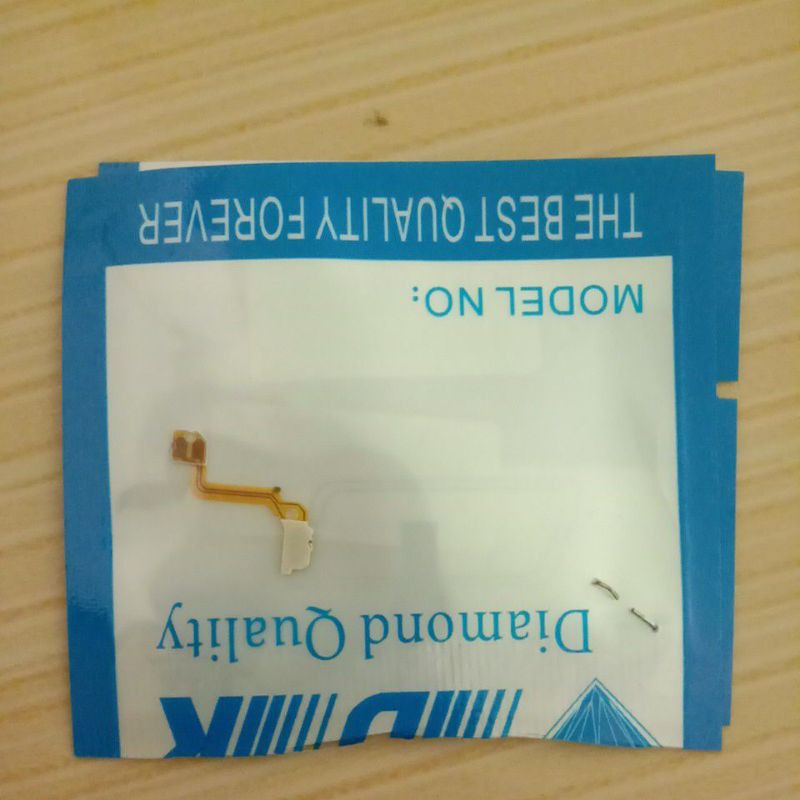 Diamond Quality
MODEL NO:
THE BEST QUALITY FOREVER